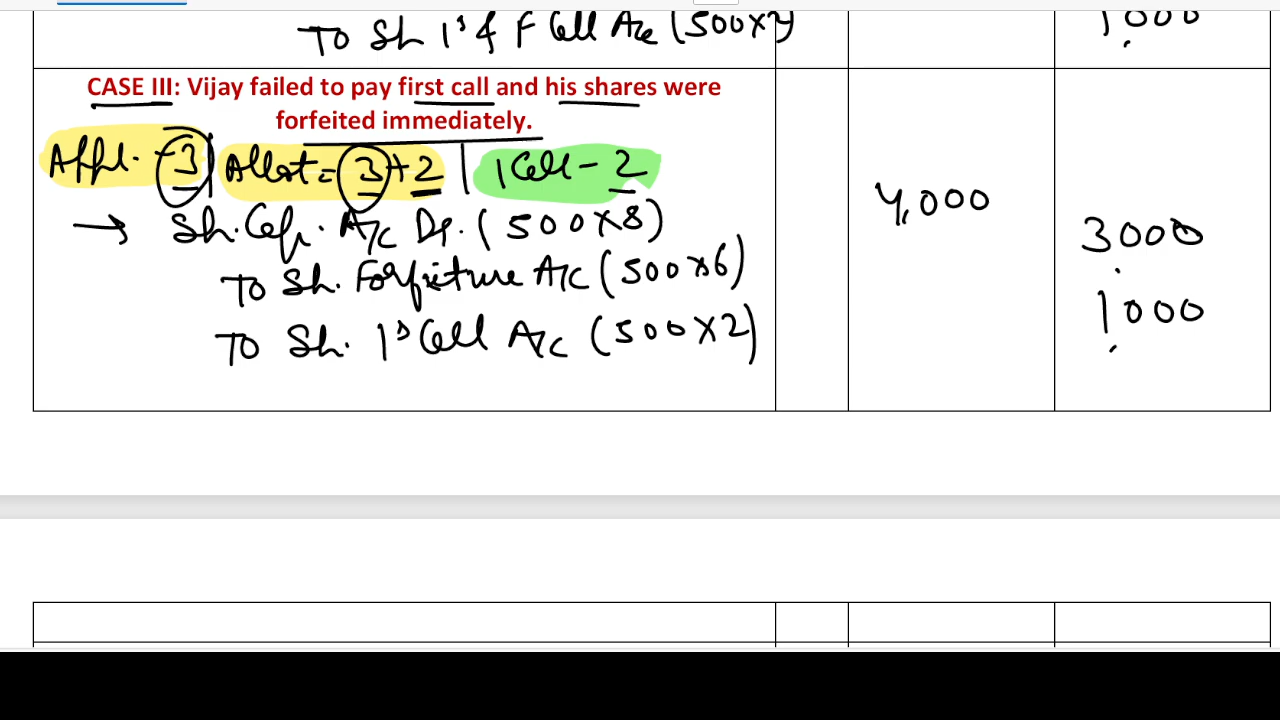 To Sh 1st & F Call A/c (500×2)
1000
CASE III: Vijay failed to pay first call and his shares were
forfeited immediately.
Appl. - 3 | Allot = 3+2 | 1 Call - 2
→ Sh. Cap. A/c Dr. (500×8) 4,000
To Sh. Forfeiture A/c (500×6) 3000
To Sh. 1st Call A/c (500×2) 1000